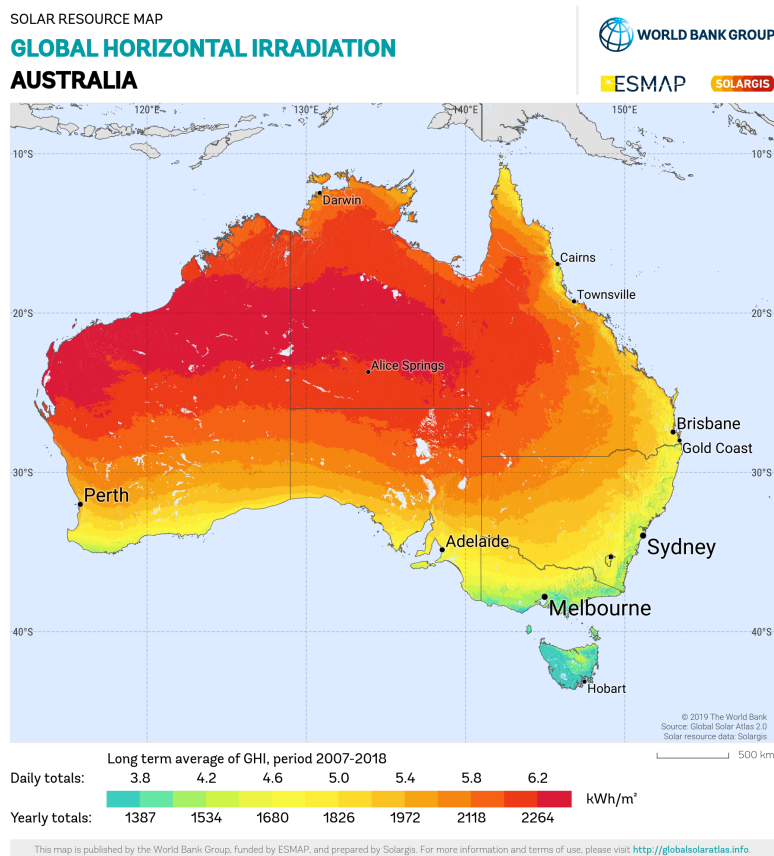 SOLAR RESOURCE MAP
GLOBAL HORIZONTAL IRRADIATION
AUSTRALIA
WORLD BANK GROUP
ESMAP
SOLARGIS
120°E 130°E 140°E 150°E
10°S 10°S
Darwin
Cairns
Townsville
20°S 20°S
Alice Springs
Brisbane
Gold Coast
30°S 30°S
Perth
Adelaide
Sydney
Melbourne
40°S 40°S
Hobart
© 2019 The World Bank
Source: Global Solar Atlas 2.0
Solar resource data: Solargis
500 km
Long term average of GHI, period 2007-2018
Daily totals: 3.8 4.2 4.6 5.0 5.4 5.8 6.2
kWh/m²
Yearly totals: 1387 1534 1680 1826 1972 2118 2264
This map is published by the World Bank Group, funded by ESMAP, and prepared by Solargis. For more information and terms of use, please visit http://globalsolaratlas.info.